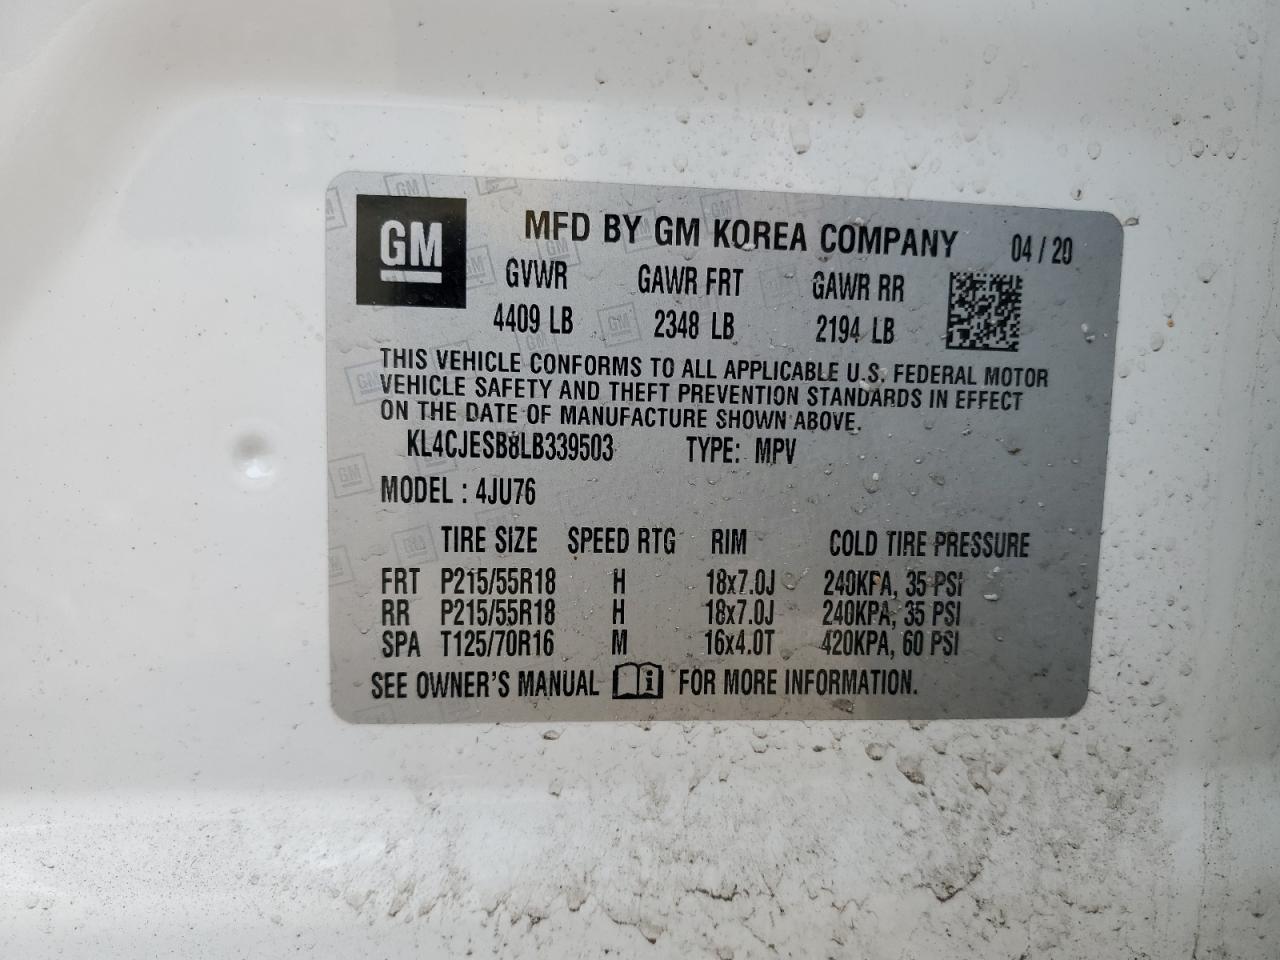 GM MFD BY GM KOREA COMPANY 04 / 20
GVWR GAWR FRT GAWR RR
4409 LB 2348 LB 2194 LB
THIS VEHICLE CONFORMS TO ALL APPLICABLE U.S. FEDERAL MOTOR
VEHICLE SAFETY AND THEFT PREVENTION STANDARDS IN EFFECT
ON THE DATE OF MANUFACTURE SHOWN ABOVE.
KL4CJESB8LB339503 TYPE: MPV
MODEL : 4JU76
TIRE SIZE SPEED RTG RIM COLD TIRE PRESSURE
FRT P215/55R18 H 18x7.0J 240KPA, 35 PSI
RR P215/55R18 H 18x7.0J 240KPA, 35 PSI
SPA T125/70R16 M 16x4.0T 420KPA, 60 PSI
SEE OWNER'S MANUAL i FOR MORE INFORMATION.